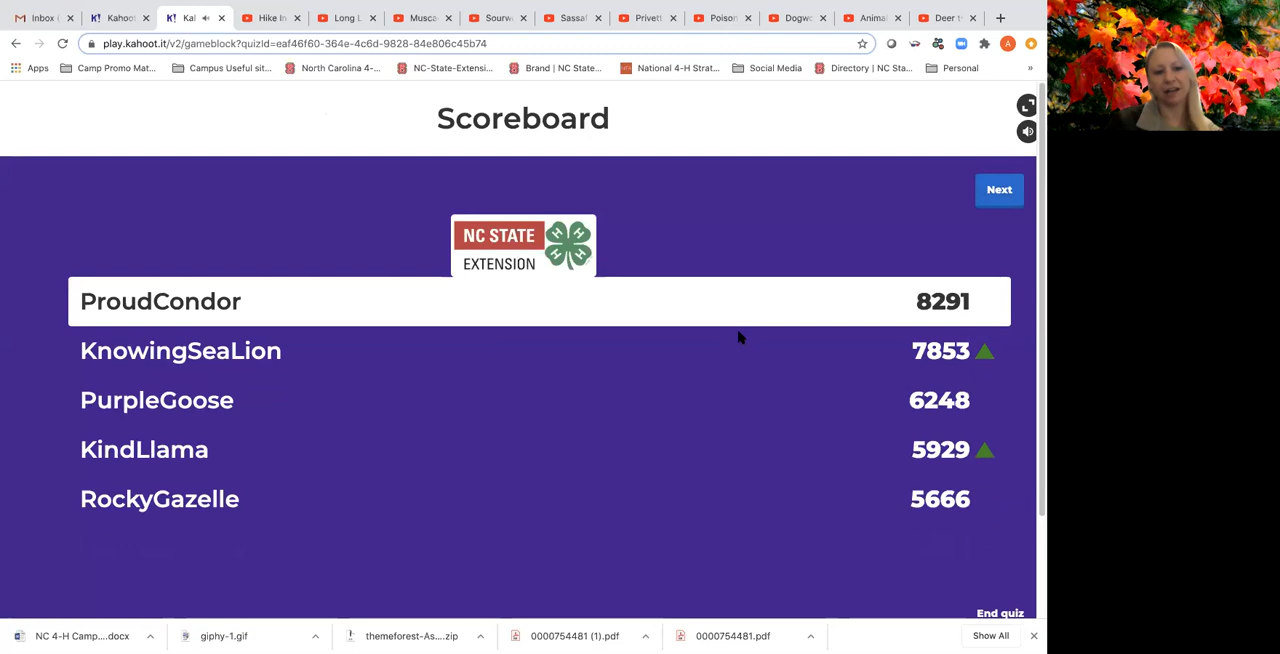 Inbox
Kahoot
Kal
Hike In
Long L
Musca
Sourw
Sassaf
Privett
Poison
Dogwo
Animal
Deer t
play.kahoot.it/v2/gameblock?quizId=eaf46f60-364e-4c6d-9828-84e806c45b74
A
Apps
Camp Promo Mat...
Campus Useful sit...
North Carolina 4-...
NC-State-Extensi...
Brand | NC State...
National 4-H Strat...
Social Media
Directory | NC Sta...
Personal
»
Scoreboard
Next
NC STATE
EXTENSION
H H H H
ProudCondor 8291
KnowingSeaLion 7853
PurpleGoose 6248
KindLlama 5929
RockyGazelle 5666
End quiz
NC 4-H Camp....docx
giphy-1.gif
themeforest-As....zip
0000754481 (1).pdf
0000754481.pdf
Show All